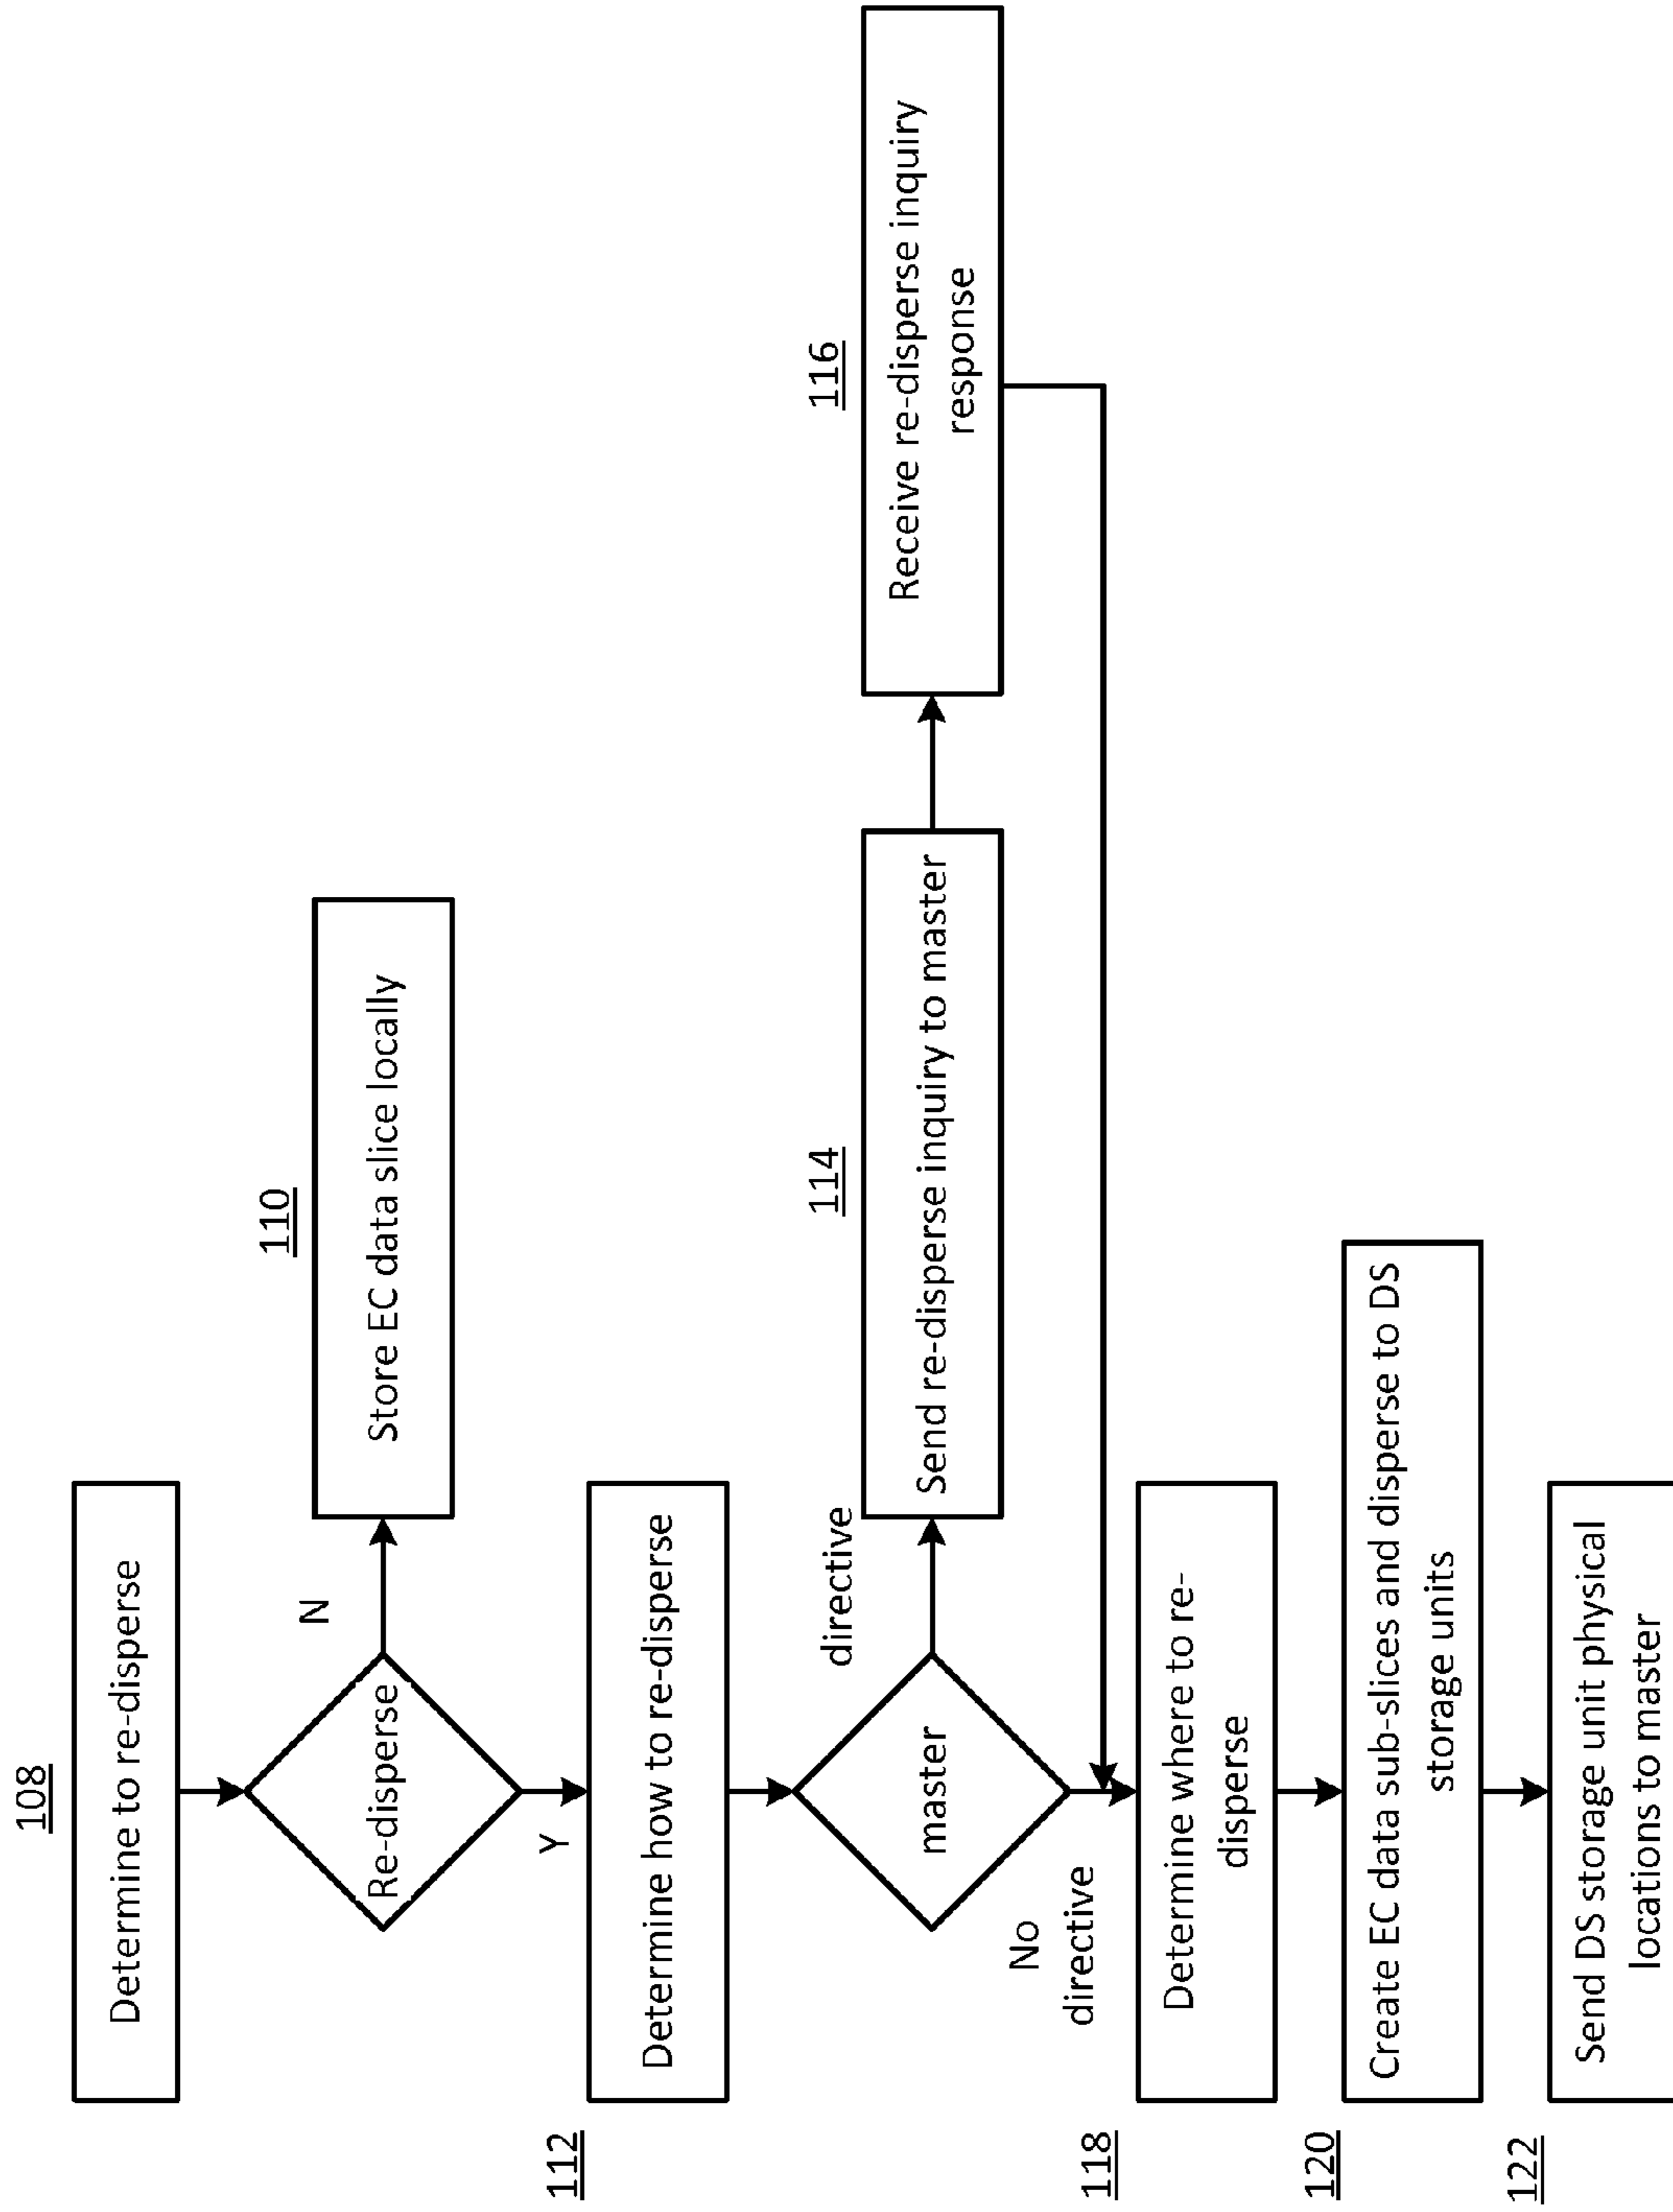 108
Determine to re-disperse
Re-disperse
N
110
Store EC data slice locally
Y
112
Determine how to re-disperse
master
directive
114
Send re-disperse inquiry to master
116
Receive re-disperse inquiry
response
No
directive
118
Determine where to re-
disperse
120
Create EC data sub-slices and disperse to DS
storage units
122
Send DS storage unit physical
locations to master